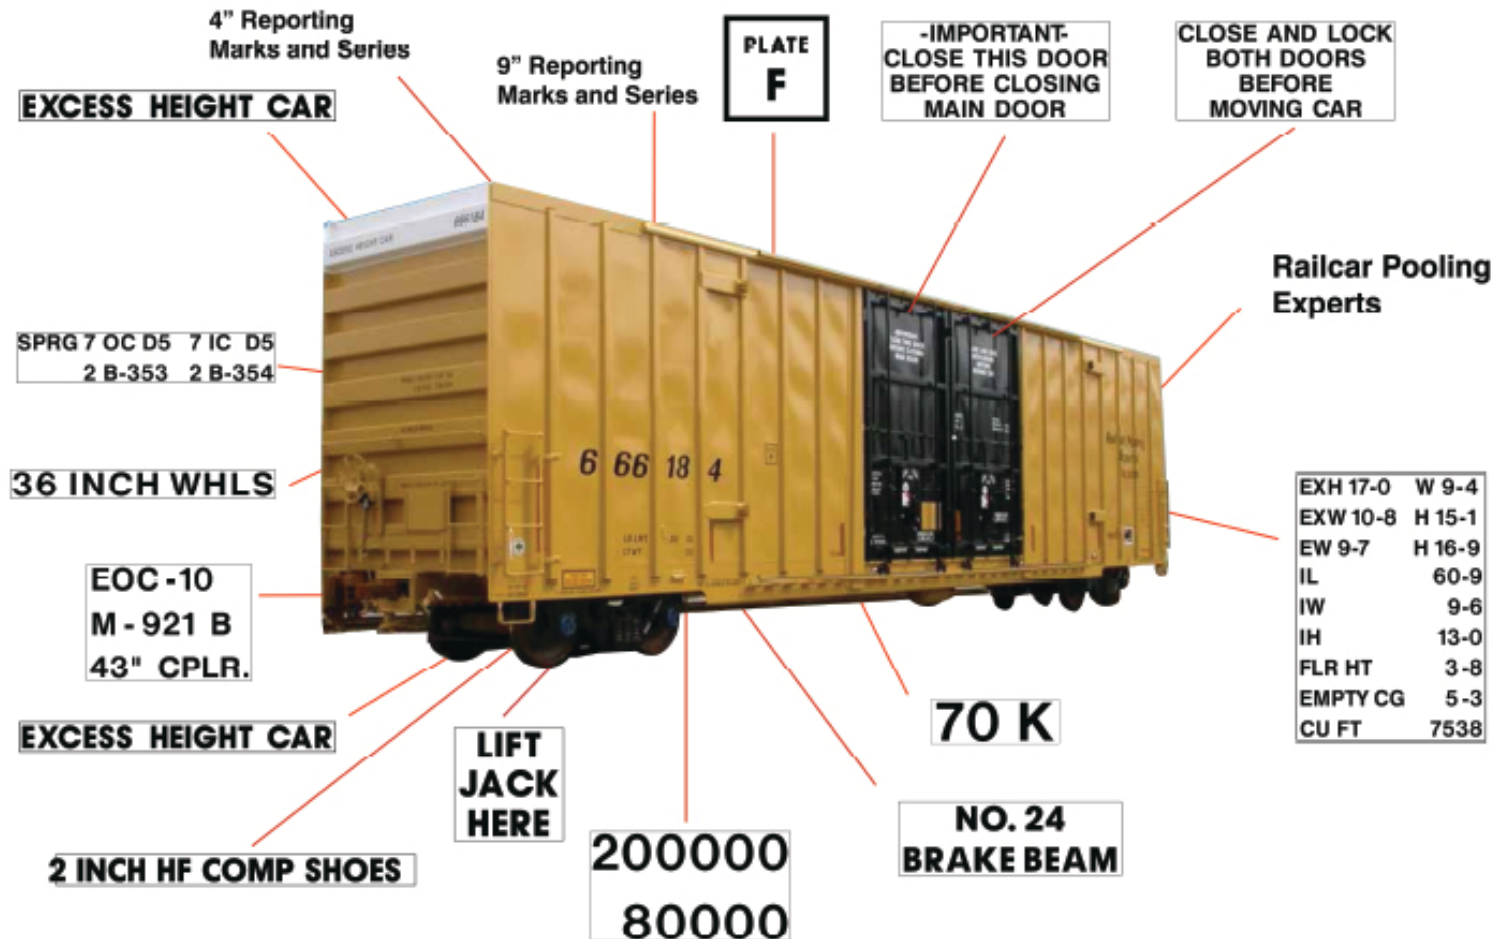 4” Reporting
Marks and Series
EXCESS HEIGHT CAR
9” Reporting
Marks and Series
PLATE
F
-IMPORTANT-
CLOSE THIS DOOR
BEFORE CLOSING
MAIN DOOR
CLOSE AND LOCK
BOTH DOORS
BEFORE
MOVING CAR
Railcar Pooling
Experts
SPRG 7 OC D5 7 IC D5
2 B-353 2 B-354
36 INCH WHLS
EOC -10
M - 921 B
43" CPLR.
EXCESS HEIGHT CAR
2 INCH HF COMP SHOES
LIFT
JACK
HERE
200000
80000
NO. 24
BRAKE BEAM
70 K
EXH 17-0 W 9-4
EXW 10-8 H 15-1
EW 9-7 H 16-9
IL 60-9
IW 9-6
IH 13-0
FLR HT 3-8
EMPTY CG 5-3
CU FT 7538
EXCESS HEIGHT CAR
666184
666184